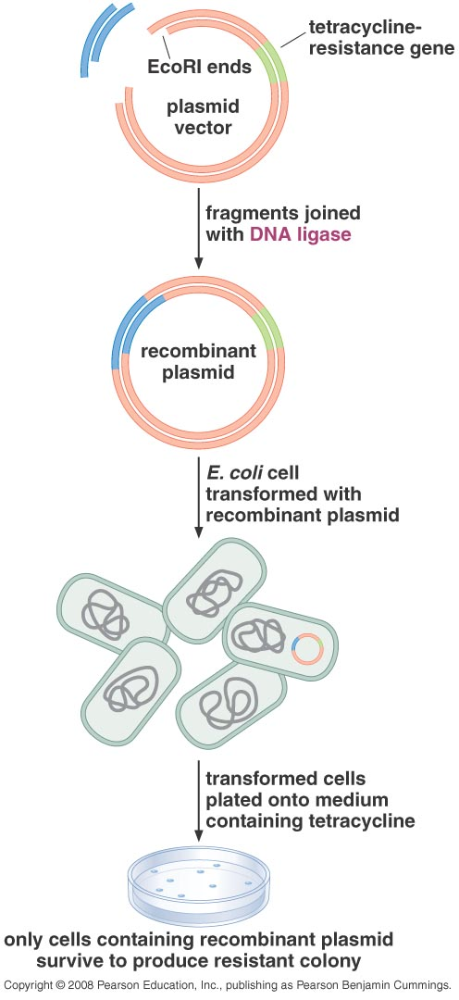 tetracycline-
resistance gene
EcoRI ends
plasmid
vector
fragments joined
with DNA ligase
recombinant
plasmid
E. coli cell
transformed with
recombinant plasmid
transformed cells
plated onto medium
containing tetracycline
only cells containing recombinant plasmid
survive to produce resistant colony
Copyright © 2008 Pearson Education, Inc., publishing as Pearson Benjamin Cummings.